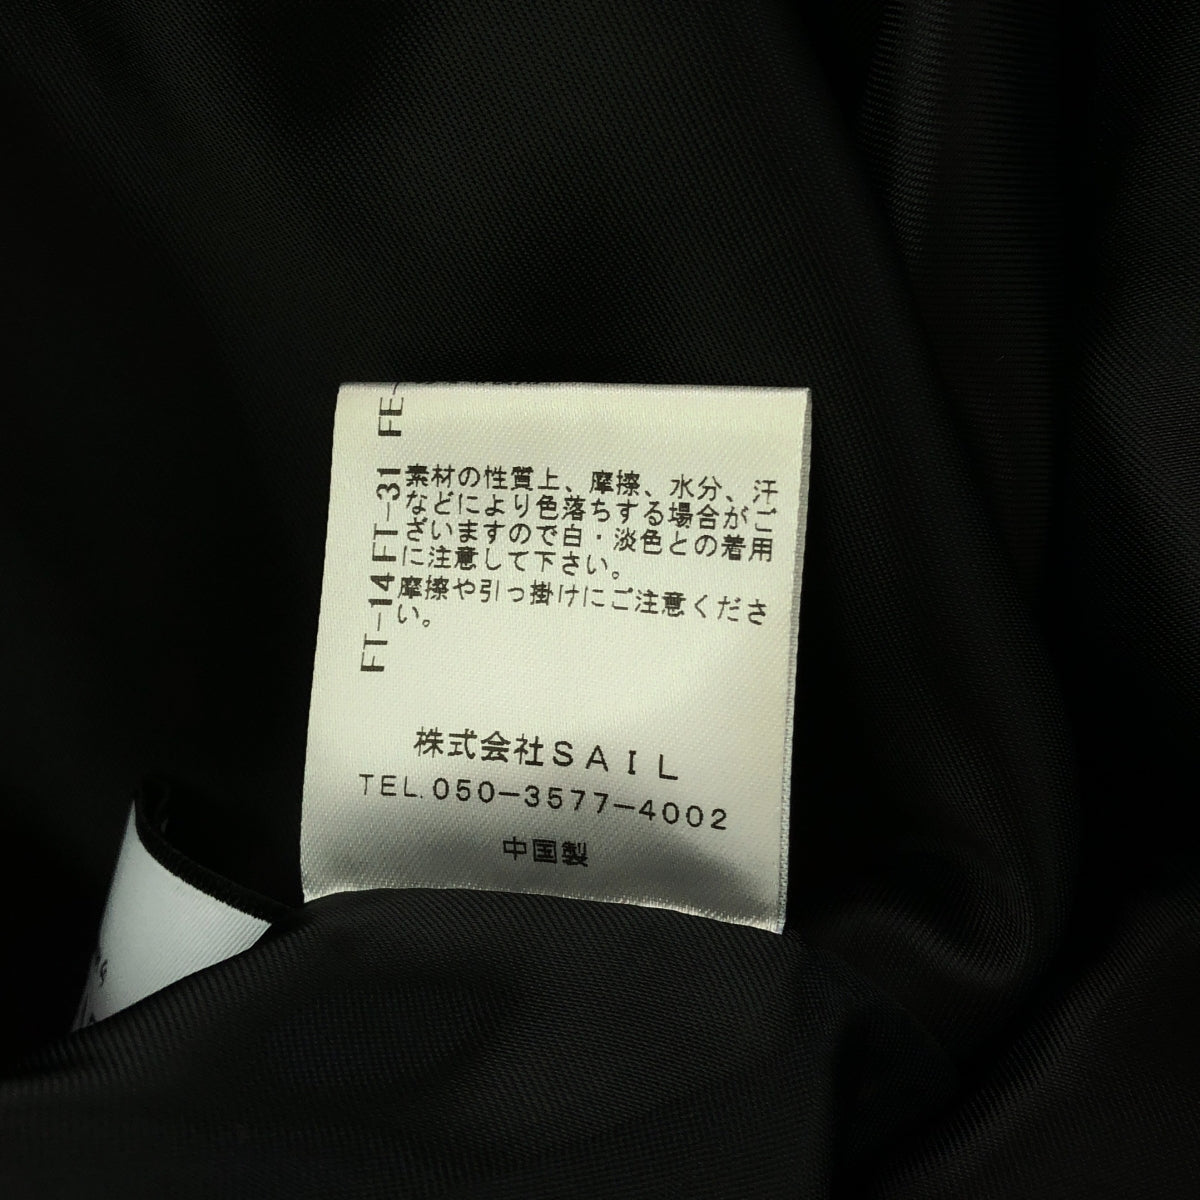 FE-
FT-31
FT-14
素材の性質上、摩擦、水分、汗
などにより色落ちする場合がご
ざいますので白・淡色との着用
に注意して下さい。
摩擦や引っ掛けにご注意くださ
い。
株式会社SAIL
TEL.050-3577-4002
中国製